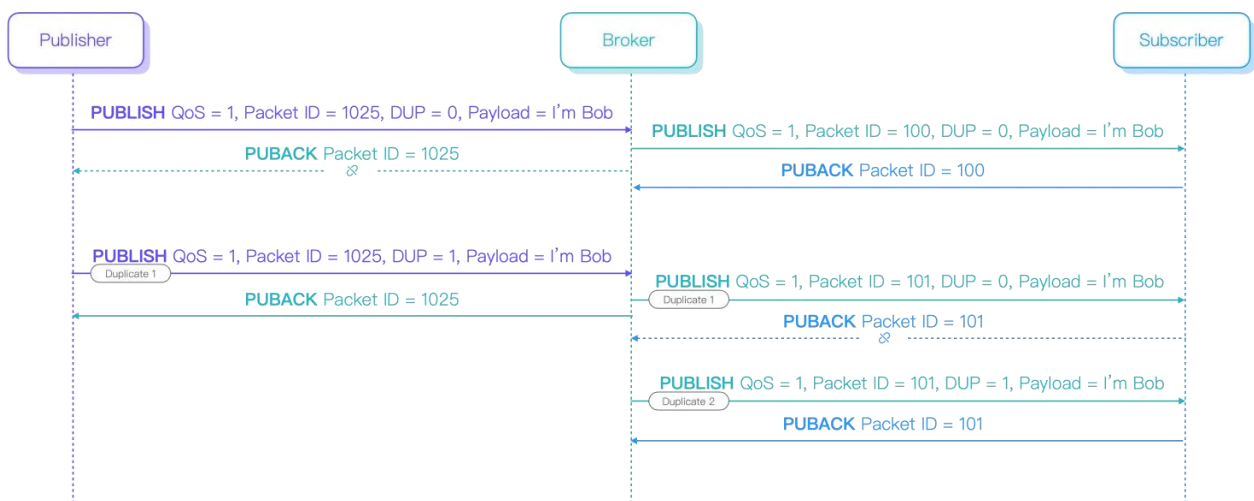 Publisher
Broker
Subscriber
PUBLISH QoS = 1, Packet ID = 1025, DUP = 0, Payload = I'm Bob
PUBLISH QoS = 1, Packet ID = 100, DUP = 0, Payload = I'm Bob
PUBACK Packet ID = 1025
PUBACK Packet ID = 100
PUBLISH QoS = 1, Packet ID = 1025, DUP = 1, Payload = I'm Bob
Duplicate 1
PUBLISH QoS = 1, Packet ID = 101, DUP = 0, Payload = I'm Bob
PUBACK Packet ID = 1025
Duplicate 1
PUBACK Packet ID = 101
PUBLISH QoS = 1, Packet ID = 101, DUP = 1, Payload = I'm Bob
Duplicate 2
PUBACK Packet ID = 101